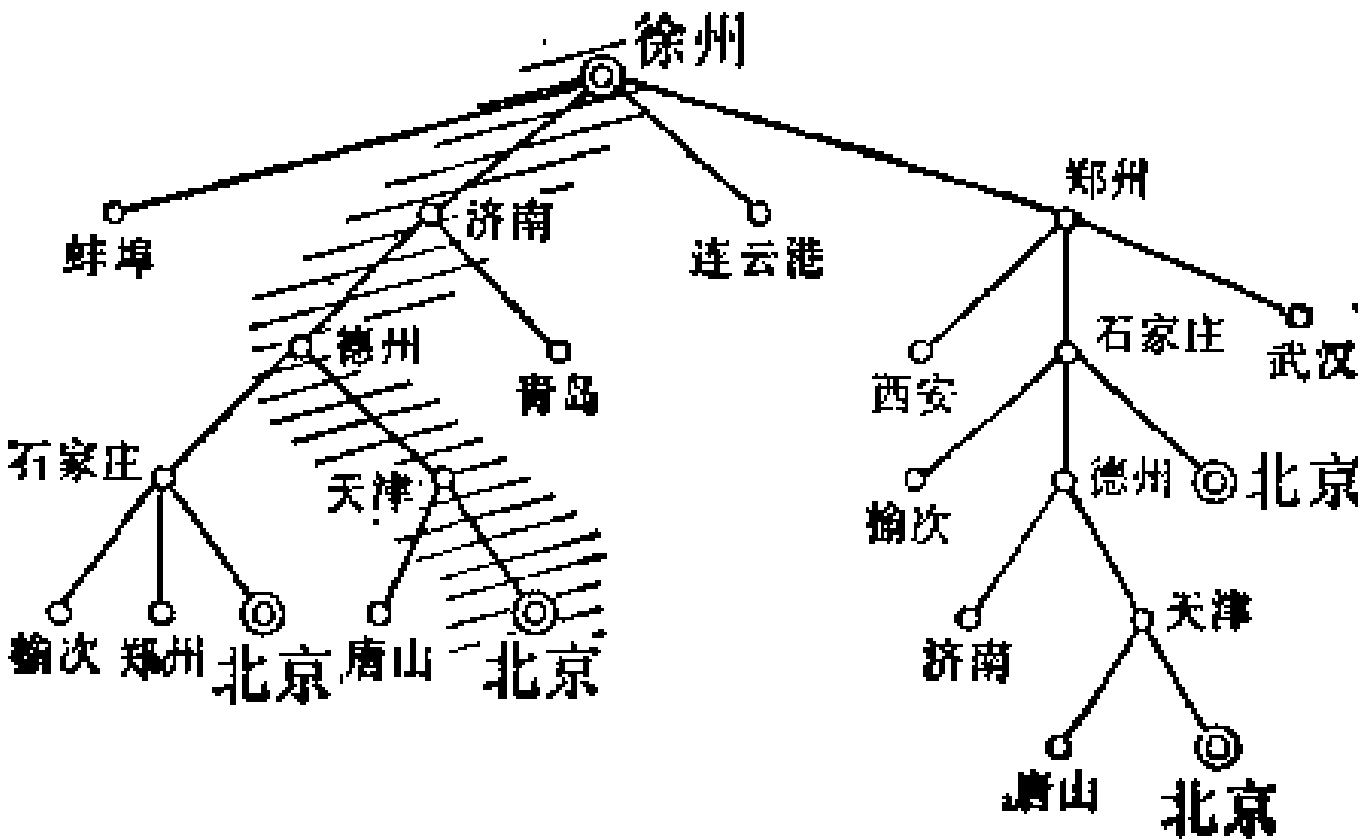 徐州
郑州
蚌埠
济南
连云港
石家庄
武汉
德州
青岛
西安
石家庄
天津
榆次
德州
北京
榆次
郑州
北京
唐山
北京
济南
天津
唐山
北京